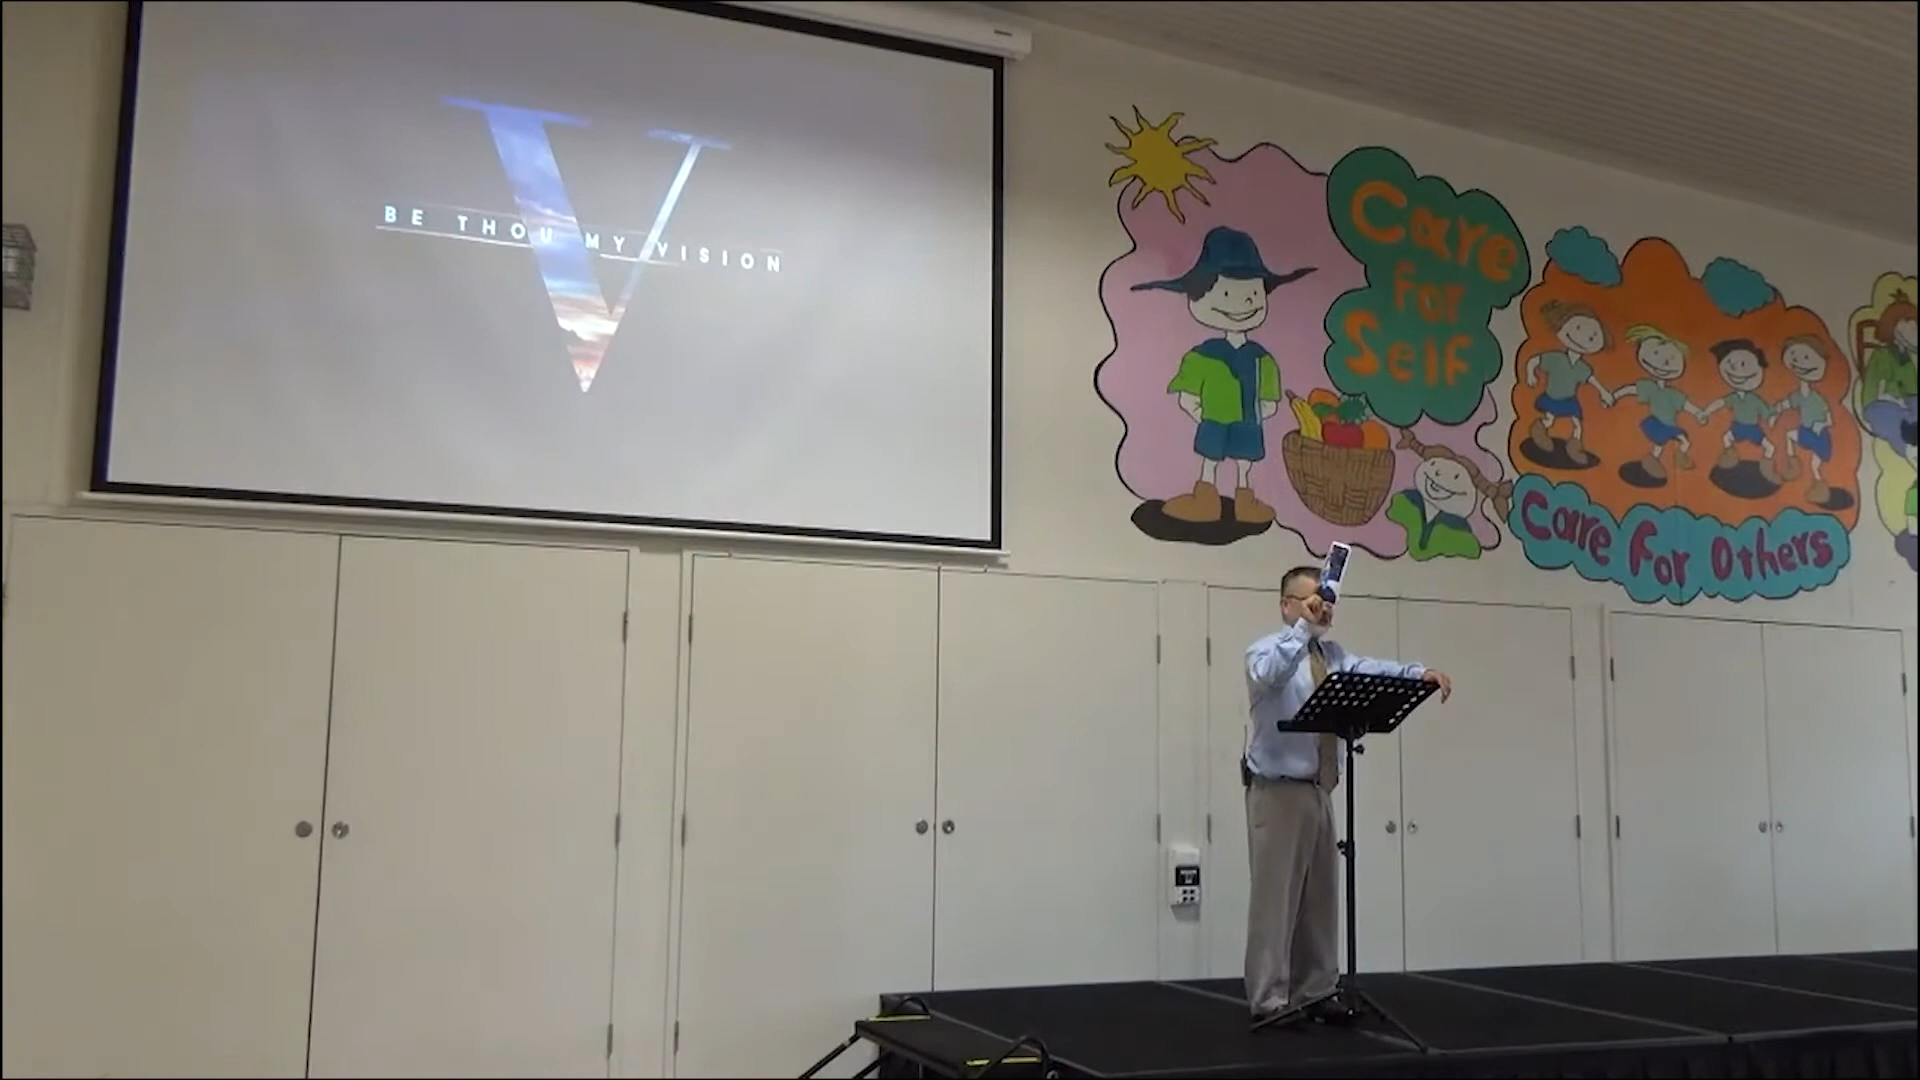 V
BE THOU MY VISION
Care
For
Self
Care For Others